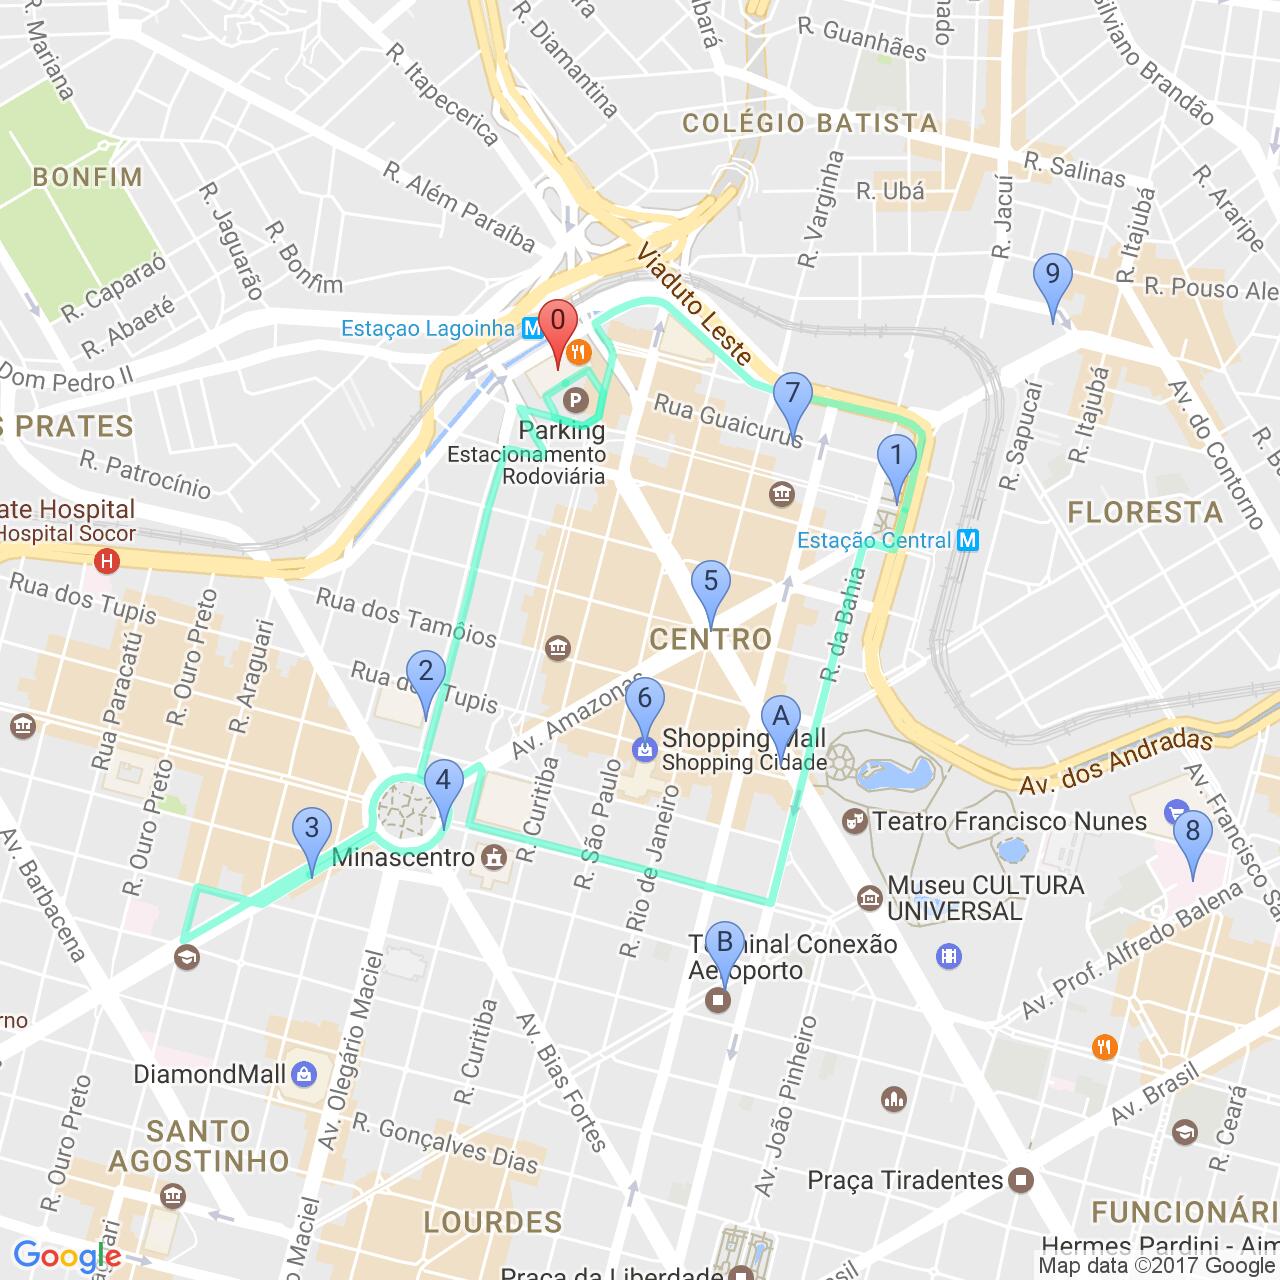 R. Mariana
R. Diamantina
R. Guanhães
R. Itapecerica
COLÉGIO BATISTA
Silviano Brandão
R. Salinas
R. Araripe
BONFIM
R. Além Paraíba
R. Jaguarão
R. Bonfim
R. Varginha
R. Ubá
R. Jacuí
R. Itajubá
R. Caparaó
R. Abaeté
Viaduto Leste
9
R. Pouso Ale
Estaçao Lagoinha
M
0
Dom Pedro II
7
Rua Guaicurus
R. Sapucaí
R. Itajubá
Av. do Contorno
S PRATES
P
Parking
Estacionamento
Rodoviária
R. Patrocínio
1
ate Hospital
Hospital Socor
H
FLORESTA
Estação Central
M
Rua dos Tupis
R. Ouro Preto
Rua dos Tamôios
5
CENTRO
R. da Bahia
Rua Paracatú
R. Araguari
2
Tupis
6
A
Av. Amazonas
Shopping Mall
Shopping Cidade
Av. dos Andradas
4
R. Curitiba
R. São Paulo
R. Rio de Janeiro
Teatro Francisco Nunes
8
3
Minascentro
R. Ouro Preto
Av. Barbacena
Museu CULTURA
UNIVERSAL
B
Terminal Conexão
Aeroporto
Av. Prof. Alfredo Balena
rno
Av. Olegário Maciel
R. Curitiba
Av. Bias Fortes
DiamondMall
R. Ouro Preto
R. Gonçalves Dias
Av. João Pinheiro
Av. Brasil
R. Ceará
SANTO
AGOSTINHO
Praça Tiradentes
LOURDES
FUNCIONÁRI
Maciel
Hermes Pardini - Aim
Google
Praça da Liberdade
Map data ©2017 Google